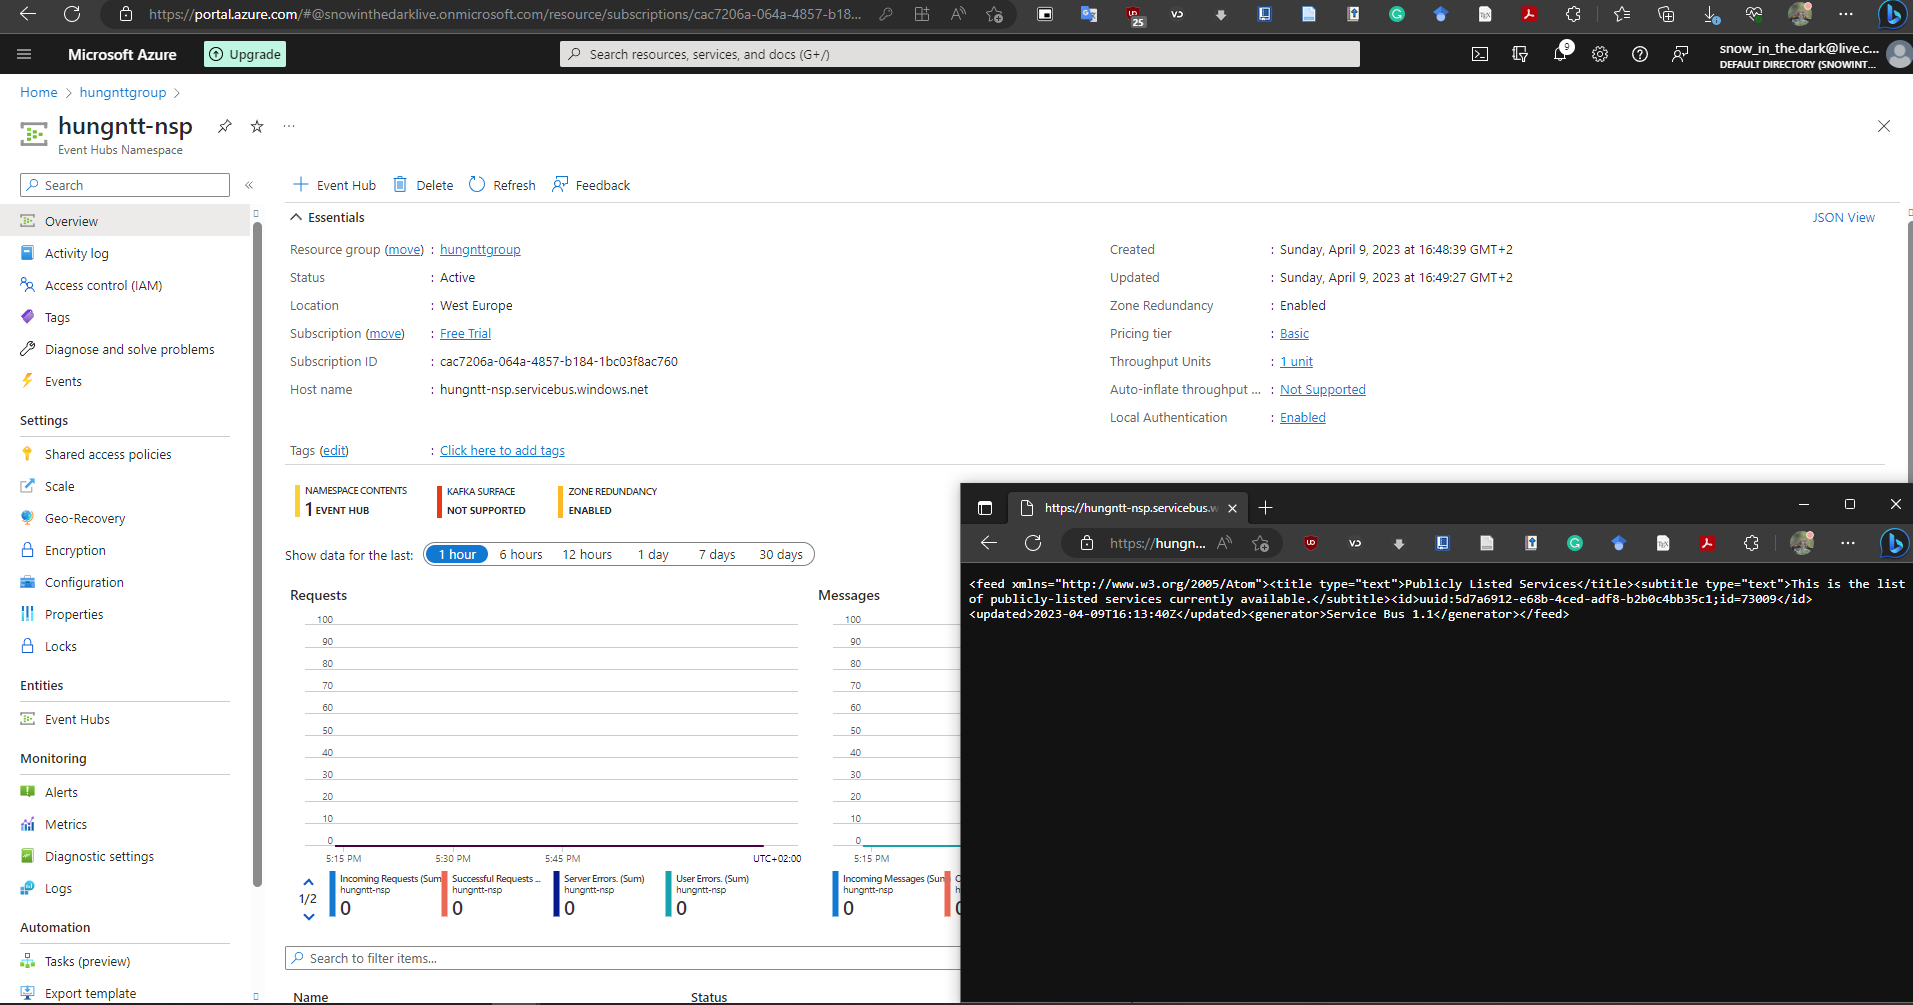 https://portal.azure.com/#@snowinthedarklive.onmicrosoft.com/resource/subscriptions/cac7206a-064a-4857-b18...
25
Microsoft Azure
Upgrade
Search resources, services, and docs (G+/)
9
snow_in_the.dark@live.c...
DEFAULT DIRECTORY (SNOWINT...
Home > hungnttgroup >
hungntt-nsp
Event Hubs Namespace
Search
Overview
Activity log
Access control (IAM)
Tags
Diagnose and solve problems
Events
Settings
Shared access policies
Scale
Geo-Recovery
Encryption
Configuration
Properties
Locks
Entities
Event Hubs
Monitoring
Alerts
Metrics
Diagnostic settings
Logs
Automation
Tasks (preview)
Export template
Event Hub Delete Refresh Feedback
Essentials
JSON View
Resource group (move) : hungnttgroup
Status : Active
Location : West Europe
Subscription (move) : Free Trial
Subscription ID : cac7206a-064a-4857-b184-1bc03f8ac760
Host name : hungntt-nsp.servicebus.windows.net
Created : Sunday, April 9, 2023 at 16:48:39 GMT+2
Updated : Sunday, April 9, 2023 at 16:49:27 GMT+2
Zone Redundancy : Enabled
Pricing tier : Basic
Throughput Units : 1 unit
Auto-inflate throughput ... : Not Supported
Local Authentication : Enabled
Tags (edit) : Click here to add tags
NAMESPACE CONTENTS
1 EVENT HUB
KAFKA SURFACE
NOT SUPPORTED
ZONE REDUNDANCY
ENABLED
Show data for the last: 1 hour 6 hours 12 hours 1 day 7 days 30 days
Requests
100
90
80
70
60
50
40
30
20
10
0
5:15 PM 5:30 PM 5:45 PM UTC+02:00
1/2
Incoming Requests (Sum)
hungntt-nsp
0
Successful Requests ...
hungntt-nsp
0
Server Errors. (Sum)
hungntt-nsp
0
User Errors. (Sum)
hungntt-nsp
0
Messages
100
90
80
70
60
50
40
30
20
10
0
5:15 PM
Incoming Messages (Sum
hungntt-nsp
0
Search to filter items...
Name Status
https://hungntt-nsp.servicebus.w
https://hungn...
<feed xmlns="http://www.w3.org/2005/Atom"><title type="text">Publicly Listed Services</title><subtitle type="text">This is the list
of publicly-listed services currently available.</subtitle><id>uuid:5d7a6912-e68b-4ced-adf8-b2b0c4bb35c1;id=73009</id>
<updated>2023-04-09T16:13:40Z</updated><generator>Service Bus 1.1</generator></feed>